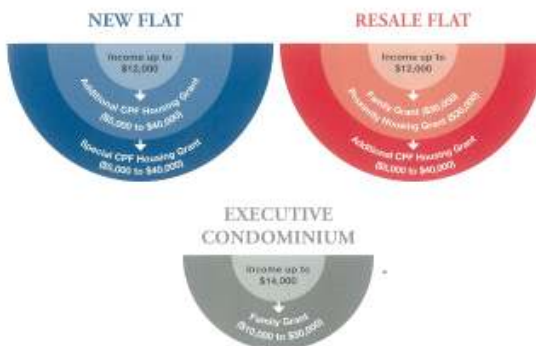 NEW FLAT
Income up to
$12,000
Additional CPF Housing Grant
($5,000 to $40,000)
Special CPF Housing Grant
($5,000 to $40,000)
RESALE FLAT
Income up to
$12,000
Family Grant ($30,000)
Proximity Housing Grant ($20,000)
Additional CPF Housing Grant
($5,000 to $40,000)
EXECUTIVE
CONDOMINIUM
Income up to
$14,000
Family Grant
($10,000 to $30,000)